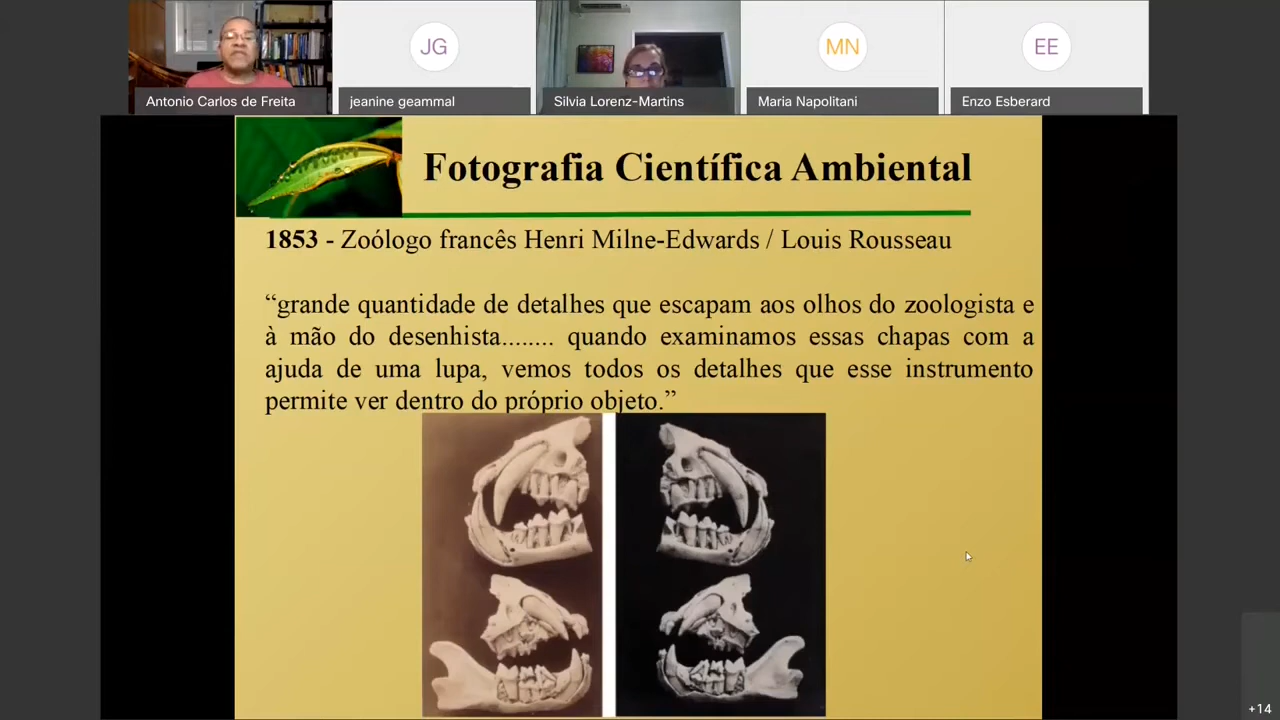 JG
MN
EE
Antonio Carlos de Freita
jeanine geammal
Silvia Lorenz-Martins
Maria Napolitani
Enzo Esberard
Fotografia Científica Ambiental
1853 - Zoólogo francês Henri Milne-Edwards / Louis Rousseau
“grande quantidade de detalhes que escapam aos olhos do zoologista e
à mão do desenhista........ quando examinamos essas chapas com a
ajuda de uma lupa, vemos todos os detalhes que esse instrumento
permite ver dentro do próprio objeto.”
+14